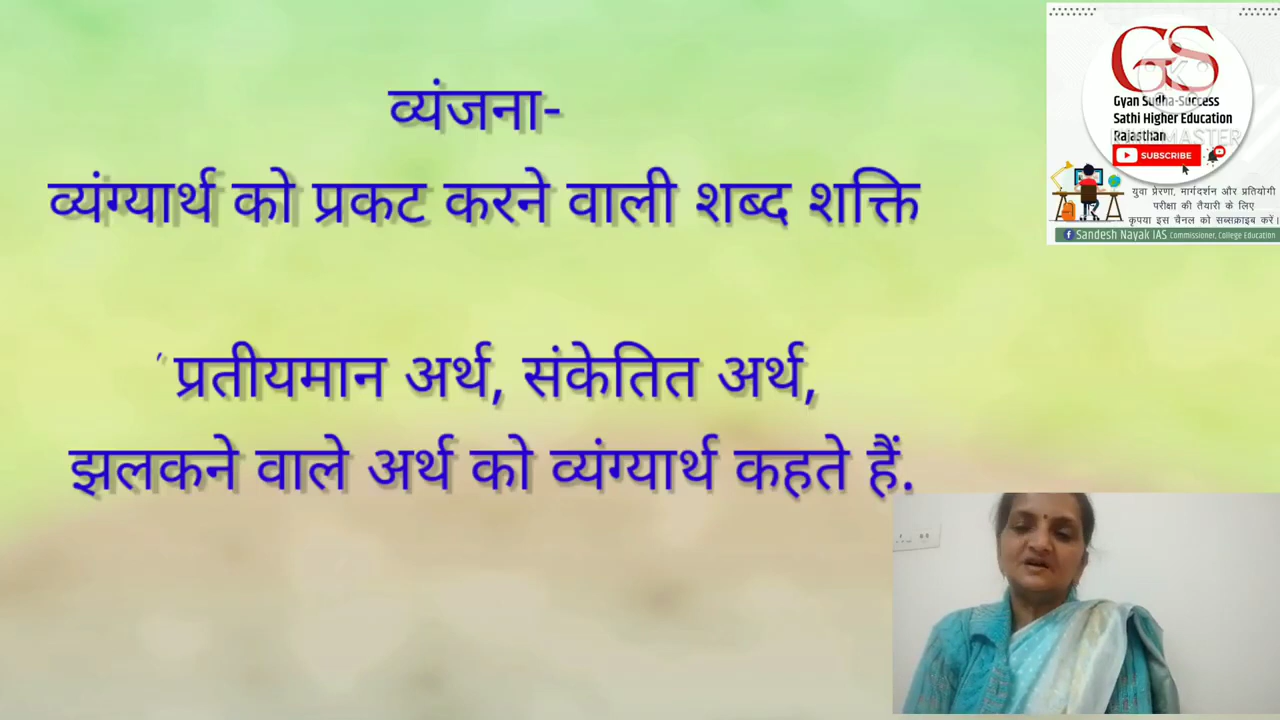 व्यंजना-
व्यंग्यार्थ को प्रकट करने वाली शब्द शक्ति
प्रतीयमान अर्थ, संकेतित अर्थ,
झलकने वाले अर्थ को व्यंग्यार्थ कहते हैं.
GS
Gyan Sudha-Success
Sathi Higher Education
Rajasthan
SUBSCRIBE
युवा प्रेरणा, मार्गदर्शन और प्रतियोगी
परीक्षा की तैयारी के लिए
कृपया इस चैनल को सब्सक्राइब करें।
Sandesh Nayak IAS Commissioner, College Education